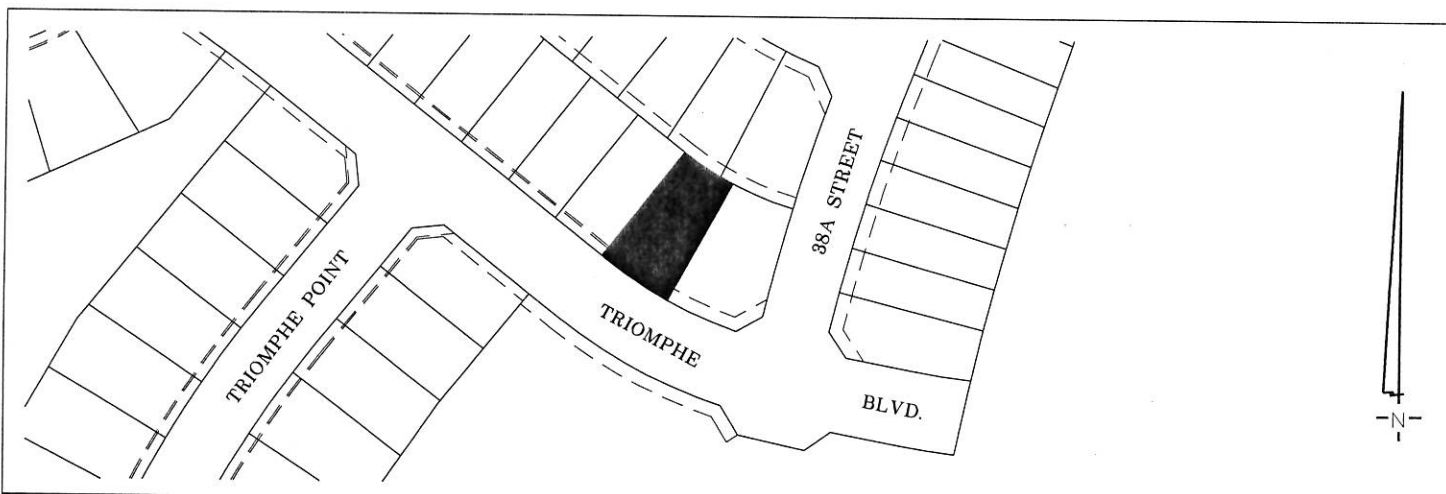 38A STREET
TRIOMPHE POINT
TRIOMPHE
BLVD.
N